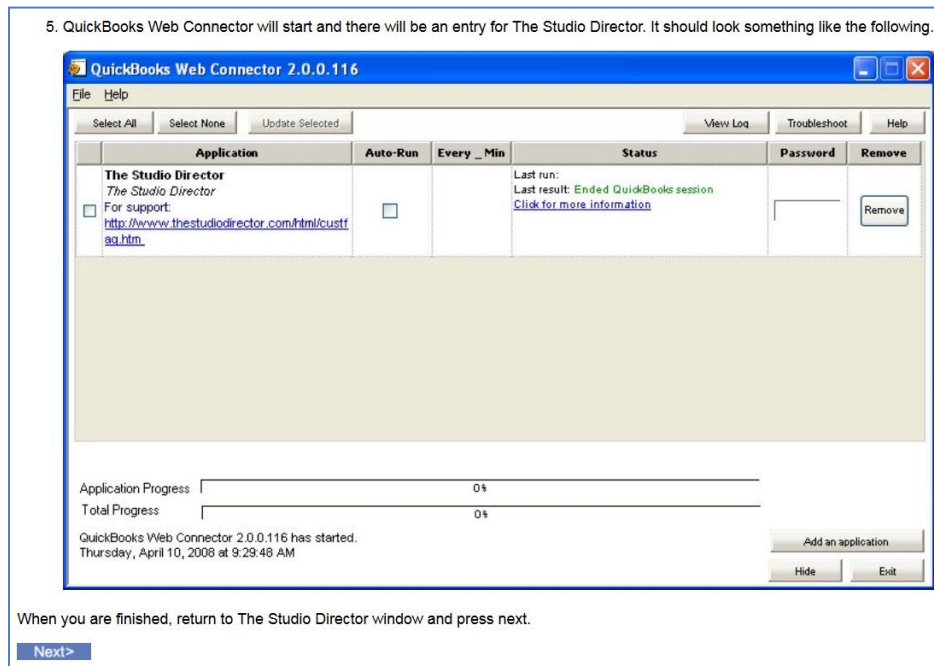 5. QuickBooks Web Connector will start and there will be an entry for The Studio Director. It should look something like the following.
QuickBooks Web Connector 2.0.0.116
File Help
Select All Select None Update Selected View Log Troubleshoot Help
Application Auto-Run Every _ Min Status Password Remove
The Studio Director
The Studio Director
For support:
http://www.thestudiodirector.com/html/custf
aq.htm
Last run:
Last result: Ended QuickBooks session
Click for more information
Remove
Application Progress 0%
Total Progress 0%
QuickBooks Web Connector 2.0.0.116 has started.
Thursday, April 10, 2008 at 9:29:48 AM
Add an application
Hide Exit
When you are finished, return to The Studio Director window and press next.
Next>